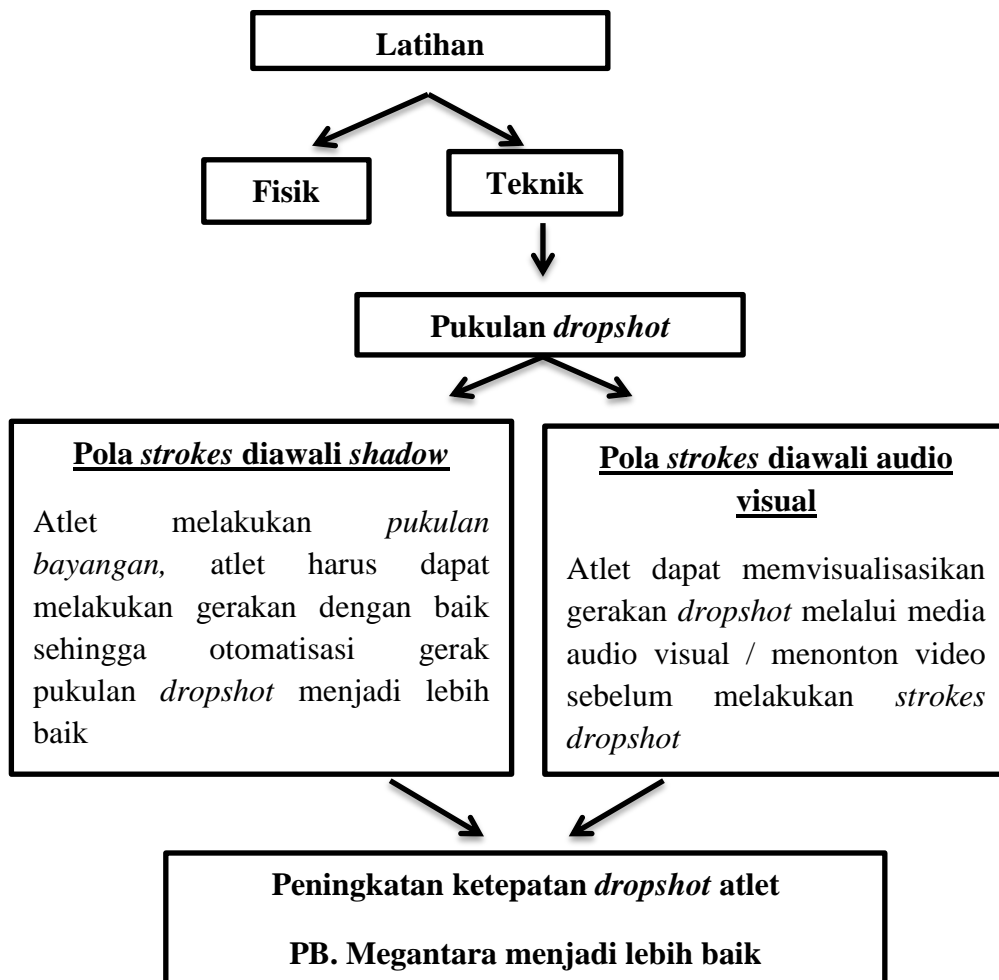 Latihan
Fisik
Teknik
Pukulan dropshot
Pola strokes diawali shadow
Atlet melakukan pukulan
bayangan, atlet harus dapat
melakukan gerakan dengan baik
sehingga otomatisasi gerak
pukulan dropshot menjadi lebih
baik
Pola strokes diawali audio
visual
Atlet dapat memvisualisasikan
gerakan dropshot melalui media
audio visual / menonton video
sebelum melakukan strokes
dropshot
Peningkatan ketepatan dropshot atlet
PB. Megantara menjadi lebih baik